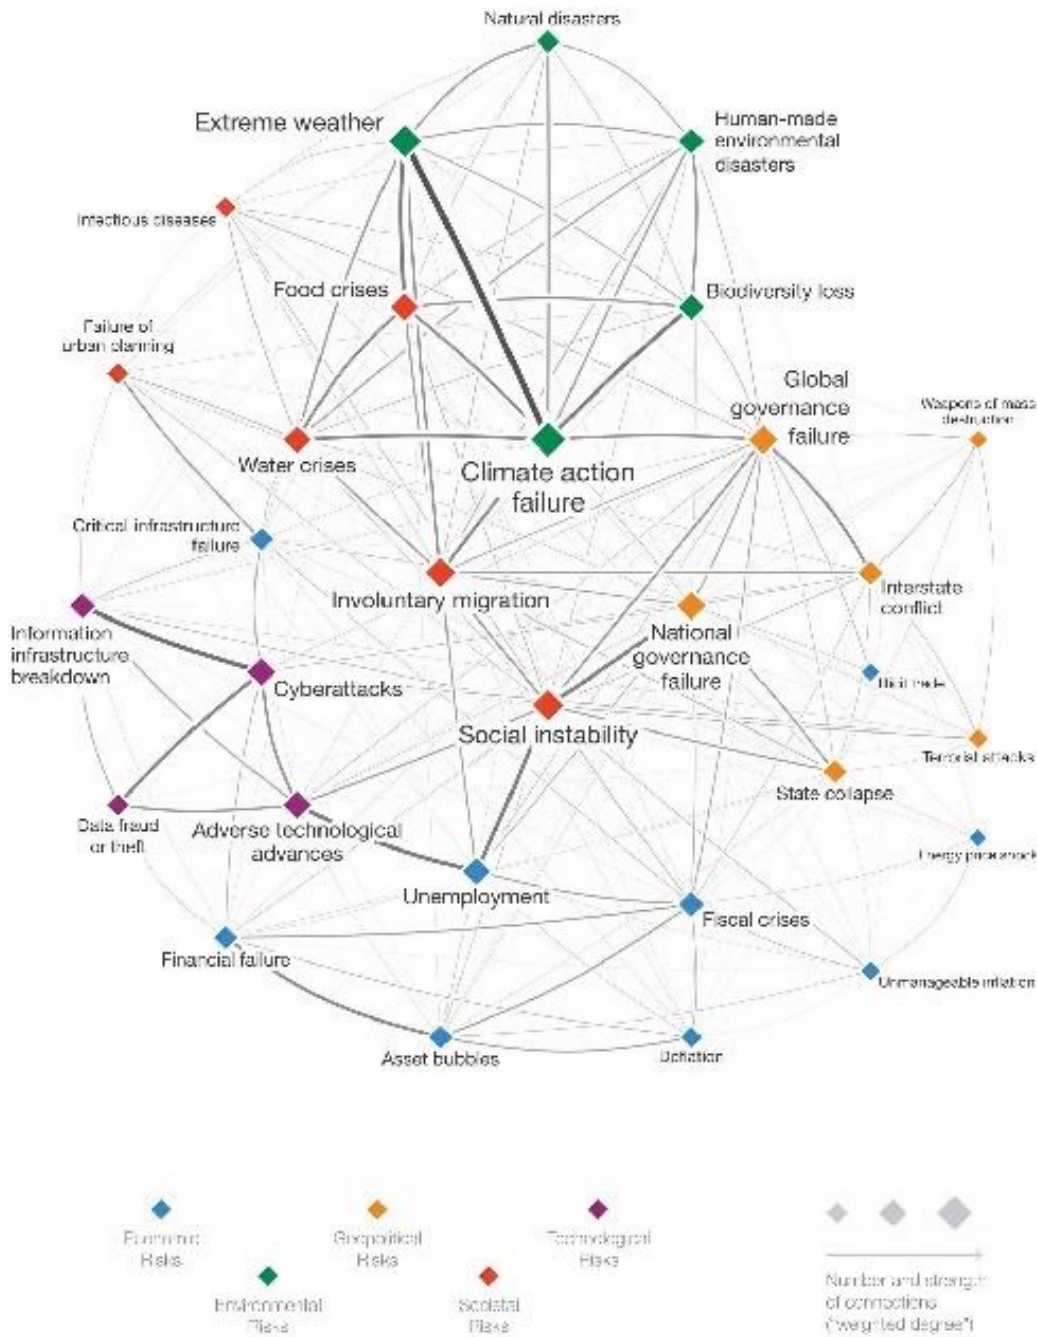 Natural disasters
Extreme weather
Human-made
environmental
disasters
Infectious diseases
Food crises
Biodiversity loss
Failure of
urban planning
Global
governance
failure
Weapons of mass
destruction
Water crises
Climate action
failure
Critical infrastructure
failure
Involuntary migration
Interstate
conflict
Information
infrastructure
breakdown
National
governance
failure
Cyberattacks
Illicit trade
Social instability
Terrorist attacks
State collapse
Data fraud
or theft
Adverse technological
advances
Energy price shock
Unemployment
Fiscal crises
Financial failure
Unmanageable inflation
Asset bubbles
Deflation
Economic
Risks
Geopolitical
Risks
Technological
Risks
Environmental
Risks
Societal
Risks
Number and strength
of connections
("weighted degree")